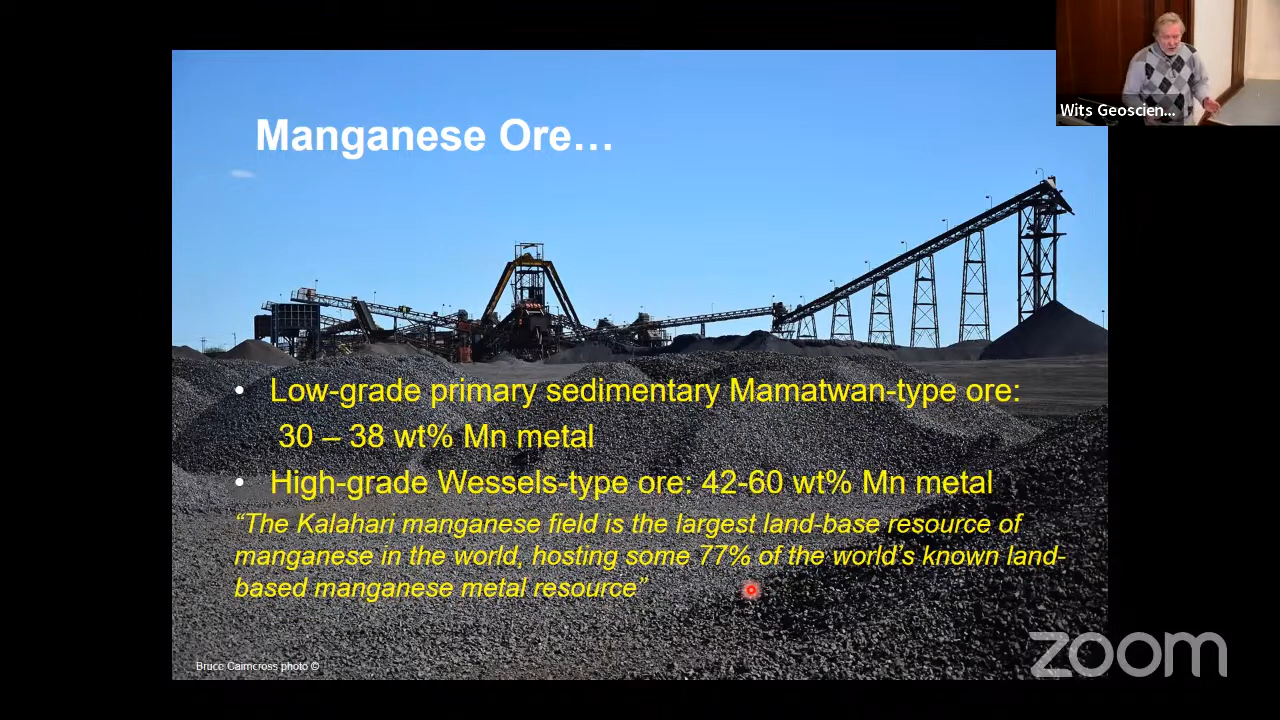 Wits Geoscien...
Manganese Ore...
• Low-grade primary sedimentary Mamatwan-type ore:
30 – 38 wt% Mn metal
• High-grade Wessels-type ore: 42-60 wt% Mn metal
“The Kalahari manganese field is the largest land-base resource of
manganese in the world, hosting some 77% of the world’s known land-
based manganese metal resource”
Bruce Cairncross photo ©
zoom